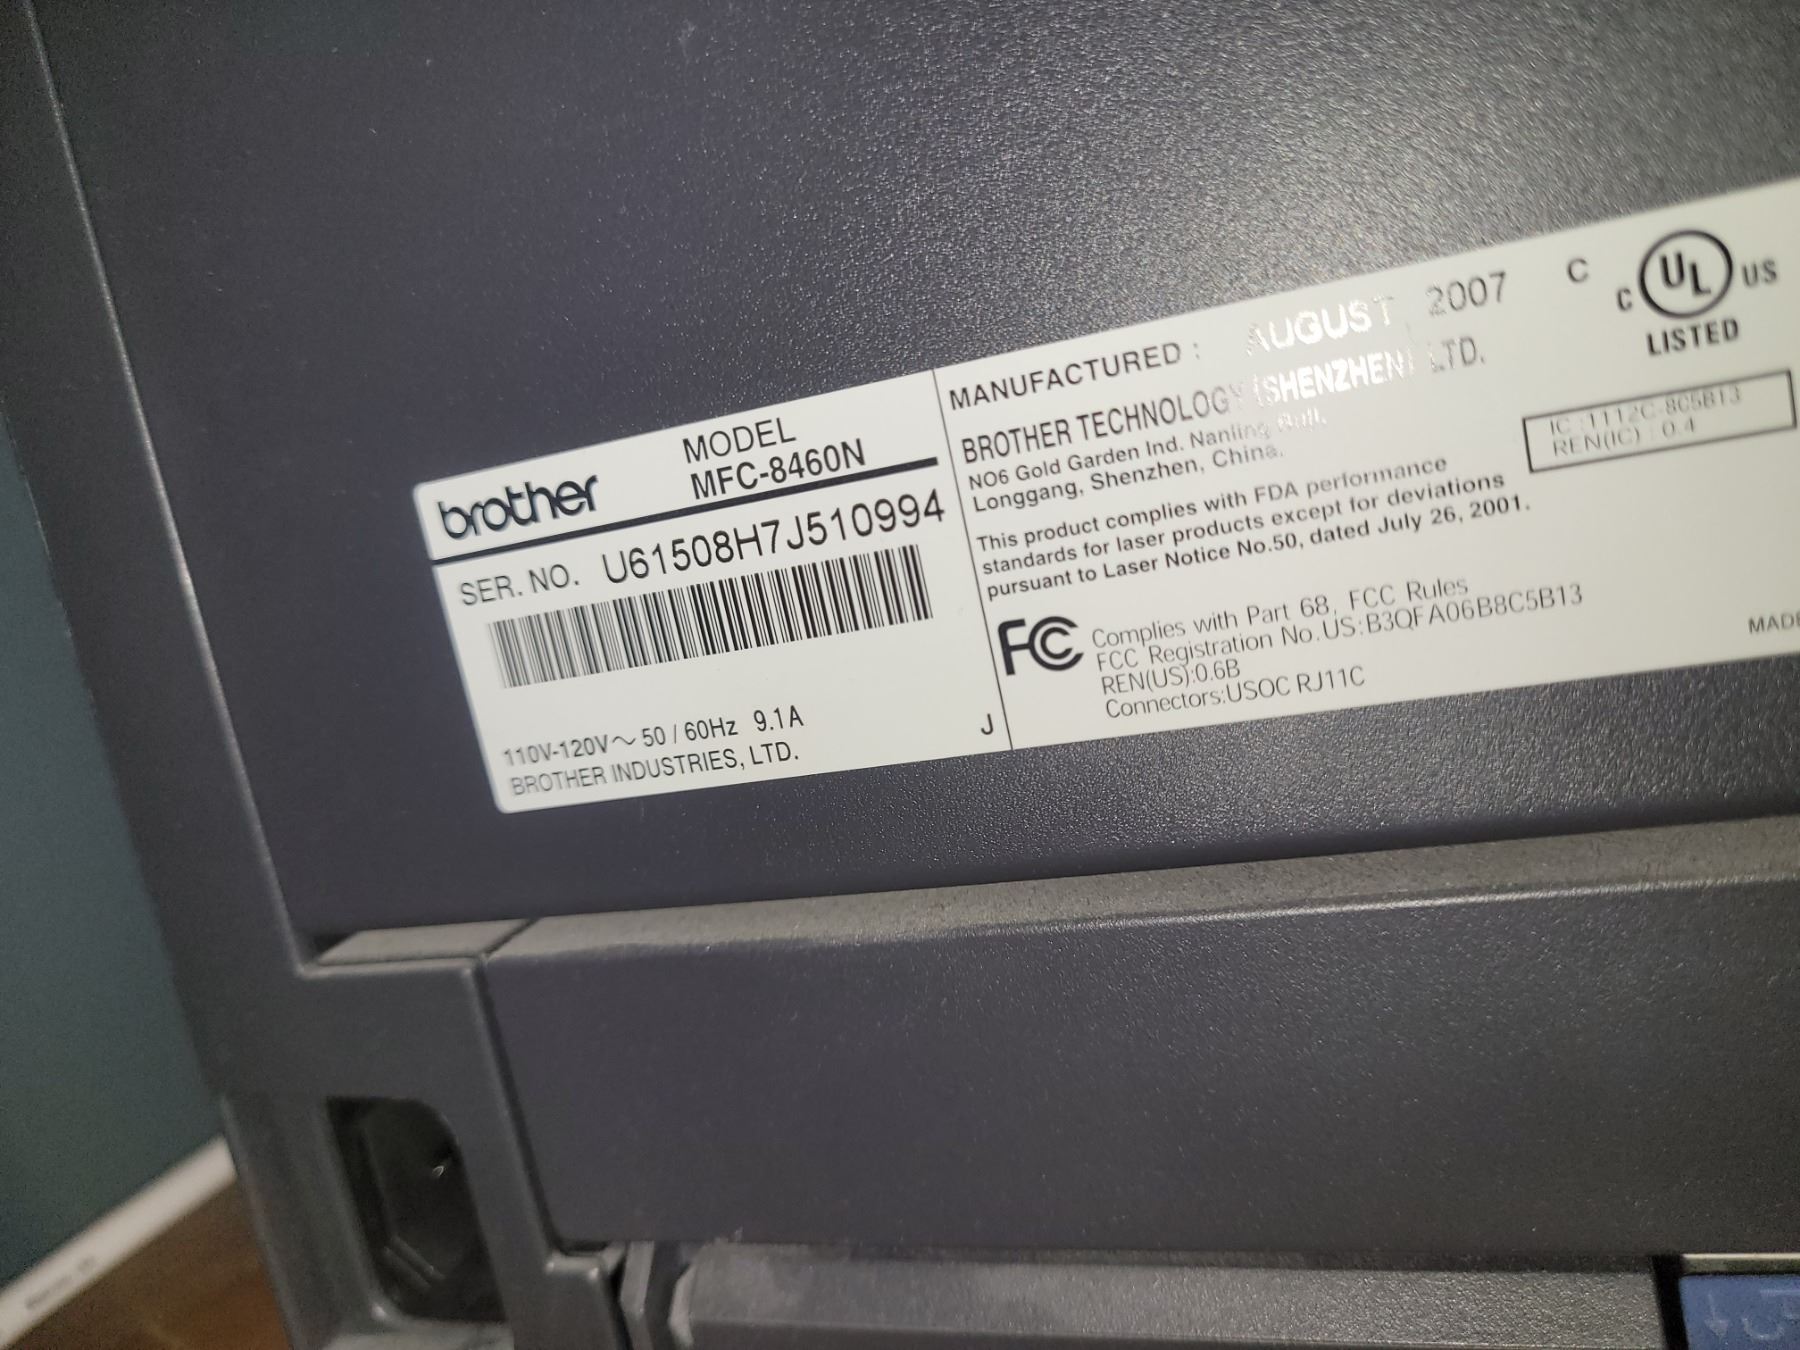 brother
MODEL
MFC-8460N
SER. NO. U61508H7J510994
110V-120V～ 50 / 60Hz 9.1A
BROTHER INDUSTRIES, LTD.
J
MANUFACTURED : AUGUST 2007 C
BROTHER TECHNOLOGY (SHENZHEN) LTD.
NO6 Gold Garden Ind. Nanling Buli,
Longgang, Shenzhen, China.
This product complies with FDA performance
standards for laser products except for deviations
pursuant to Laser Notice No.50, dated July 26, 2001.
FC
Complies with Part 68, FCC Rules
FCC Registration No. US:B3QFA06B8C5B13
REN(US):0.6B
Connectors:USOC RJ11C
C UL US
LISTED
IC :1112C-8C5B13
REN(IC) : 0.4
MADE